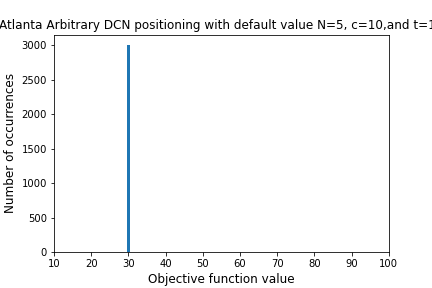 Atlanta Arbitrary DCN positioning with default value N=5, c=10,and t=1
3000
2500
2000
1500
1000
500
0
Number of occurrences
10 20 30 40 50 60 70 80 90 100
Objective function value